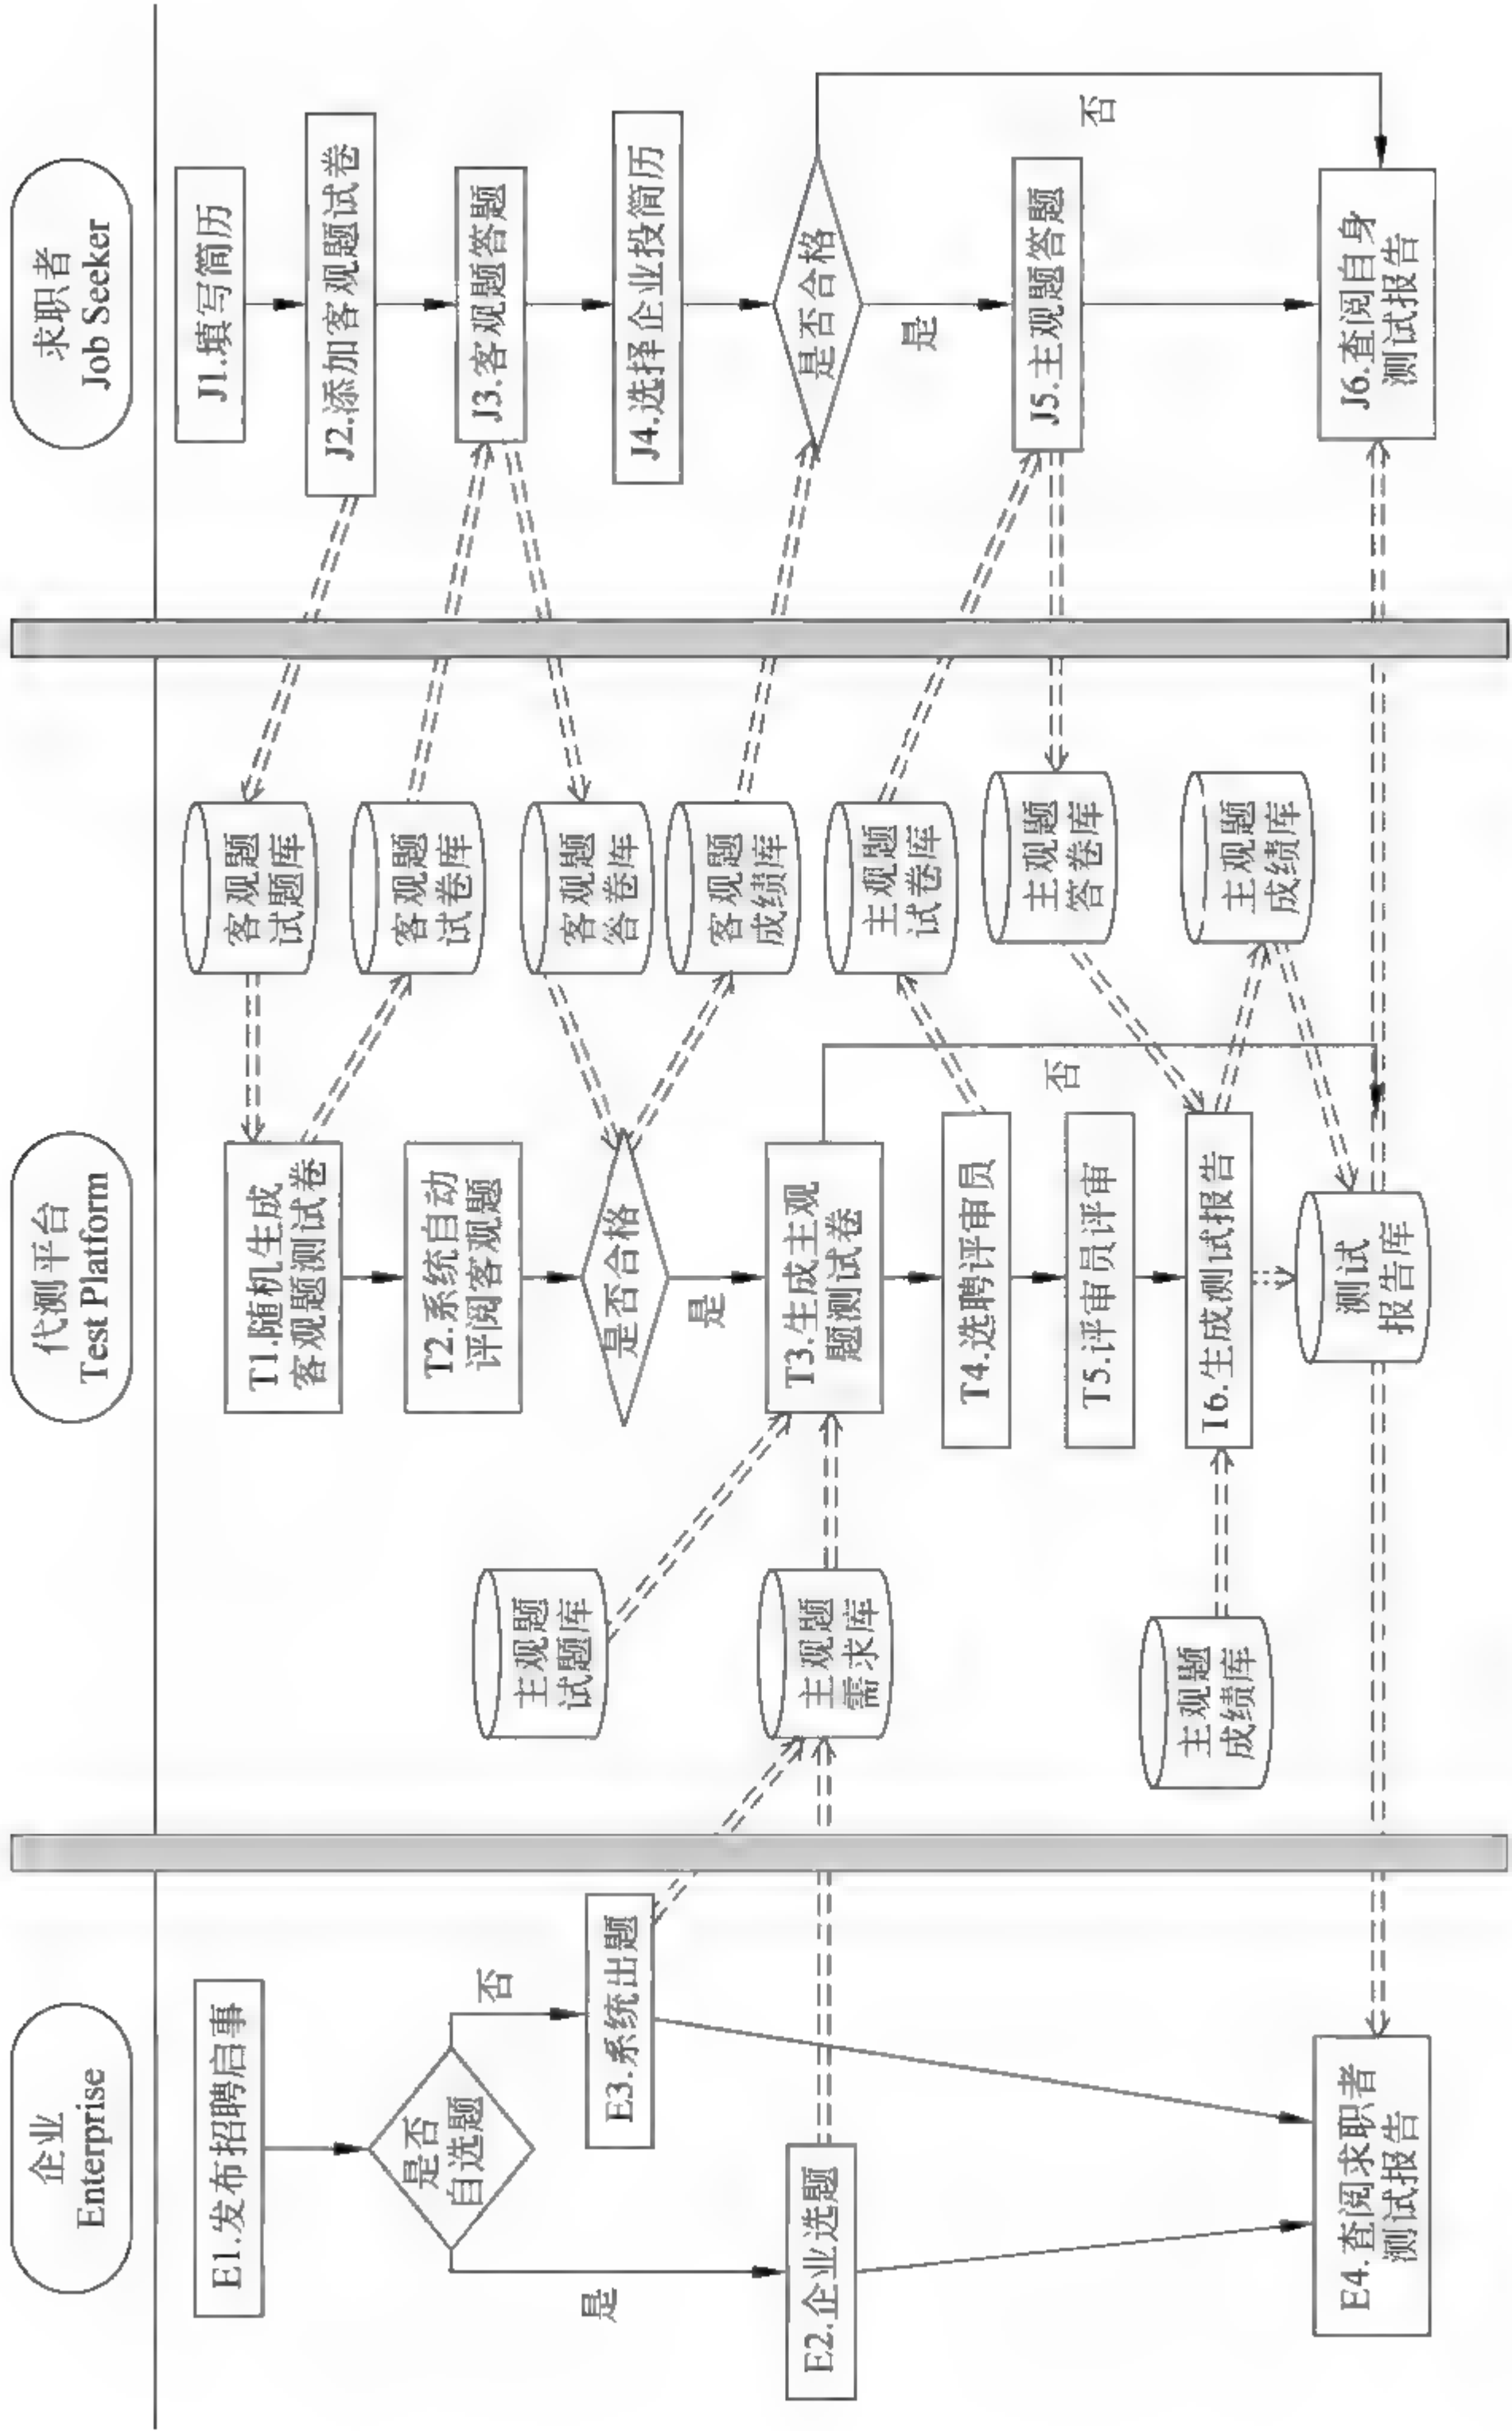 企业
Enterprise
代测平台
Test Platform
求职者
Job Seeker
E1.发布招聘启事
是否
自选题
否
是
E3.系统出题
E2.企业选题
E4.查阅求职者
测试报告
主观题
试题库
主观题
需求库
主观题
成绩库
T1.随机生成
客观题测试卷
T2.系统自动
评阅客观题
是否合格
是
T3.生成主观
题测试卷
否
T4.选聘评审员
T5.评审员评审
T6.生成测试报告
测试
报告库
客观题
试题库
客观题
试卷库
客观题
答卷库
客观题
成绩库
主观题
试卷库
主观题
答卷库
主观题
成绩库
J1.填写简历
J2.添加客观题试卷
J3.客观题答题
J4.选择企业投简历
是否合格
是
否
J5.主观题答题
J6.查阅自身
测试报告